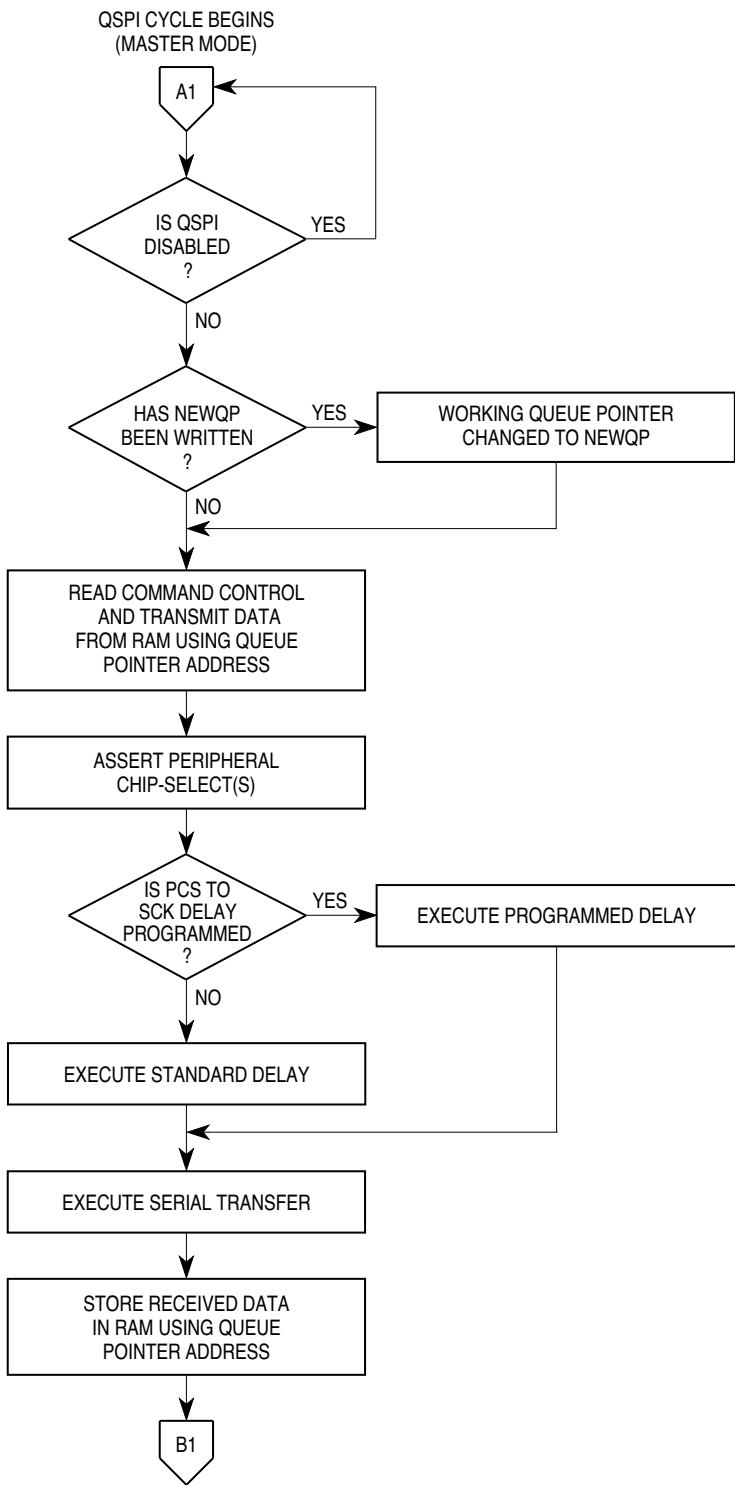 QSPI CYCLE BEGINS
(MASTER MODE)
A1
IS QSPI
DISABLED
?
YES
NO
HAS NEWQP
BEEN WRITTEN
?
YES
WORKING QUEUE POINTER
CHANGED TO NEWQP
NO
READ COMMAND CONTROL
AND TRANSMIT DATA
FROM RAM USING QUEUE
POINTER ADDRESS
ASSERT PERIPHERAL
CHIP-SELECT(S)
IS PCS TO
SCK DELAY
PROGRAMMED
?
YES
EXECUTE PROGRAMMED DELAY
NO
EXECUTE STANDARD DELAY
EXECUTE SERIAL TRANSFER
STORE RECEIVED DATA
IN RAM USING QUEUE
POINTER ADDRESS
B1